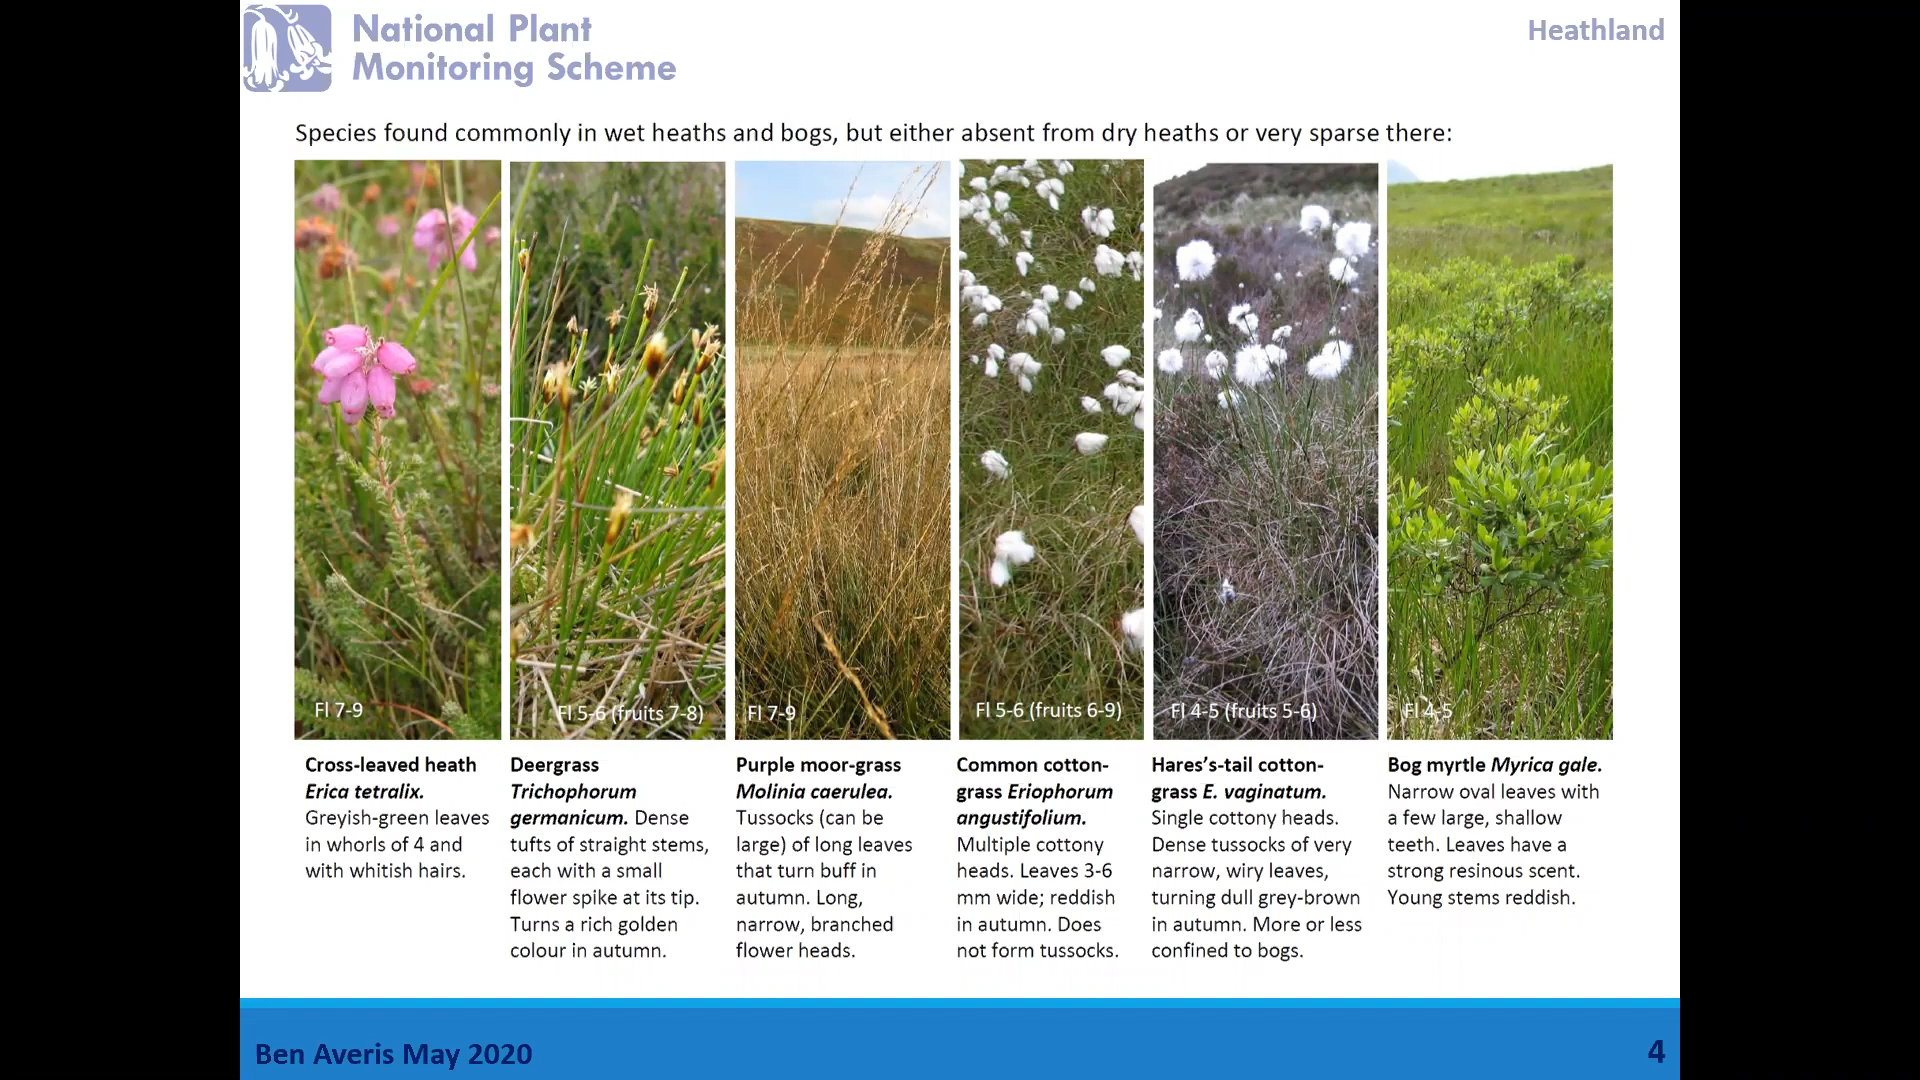 National Plant
Monitoring Scheme
Heathland
Species found commonly in wet heaths and bogs, but either absent from dry heaths or very sparse there:
Fl 7-9
Fl 5-6 (fruits 7-8)
Fl 7-9
Fl 5-6 (fruits 6-9)
Fl 4-5 (fruits 5-6)
Fl 4-5
Cross-leaved heath
Erica tetralix.
Greyish-green leaves
in whorls of 4 and
with whitish hairs.
Deergrass
Trichophorum
germanicum. Dense
tufts of straight stems,
each with a small
flower spike at its tip.
Turns a rich golden
colour in autumn.
Purple moor-grass
Molinia caerulea.
Tussocks (can be
large) of long leaves
that turn buff in
autumn. Long,
narrow, branched
flower heads.
Common cotton-
grass Eriophorum
angustifolium.
Multiple cottony
heads. Leaves 3-6
mm wide; reddish
in autumn. Does
not form tussocks.
Hares’s-tail cotton-
grass E. vaginatum.
Single cottony heads.
Dense tussocks of very
narrow, wiry leaves,
turning dull grey-brown
in autumn. More or less
confined to bogs.
Bog myrtle Myrica gale.
Narrow oval leaves with
a few large, shallow
teeth. Leaves have a
strong resinous scent.
Young stems reddish.
Ben Averis May 2020
4